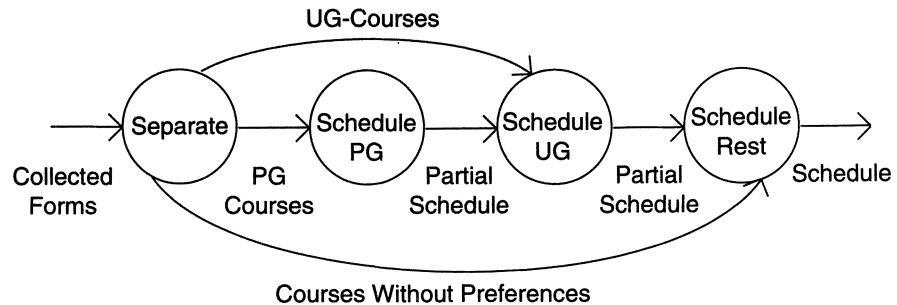 UG-Courses
Separate
Schedule
PG
Schedule
UG
Schedule
Rest
Collected
Forms
PG
Courses
Partial
Schedule
Partial
Schedule
Schedule
Courses Without Preferences